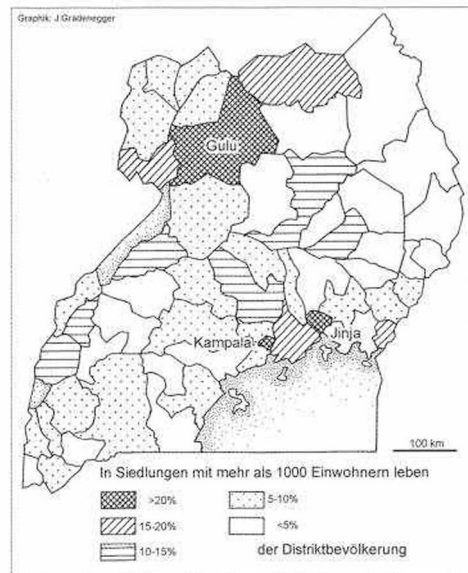 Graphik: J.Gradenegger
Gulu
Kampala
Jinja
100 km
In Siedlungen mit mehr als 1000 Einwohnern leben
>20%
5-10%
15-20%
<5%
10-15%
der Distriktbevölkerung